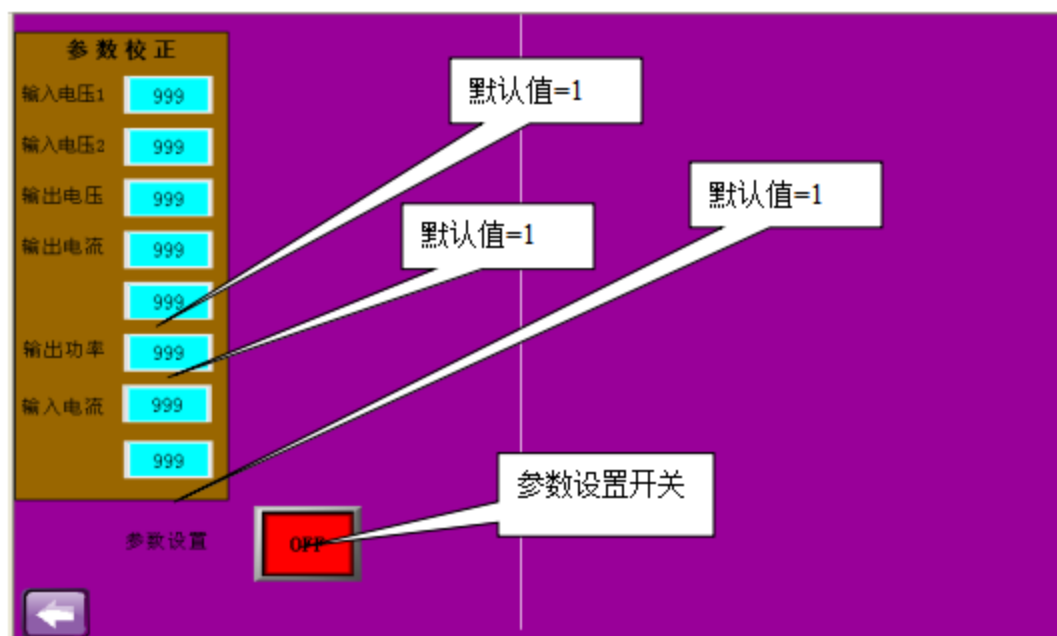 参数校正
输入电压1 999
输入电压2 999
输出电压 999
输出电流 999
999
输出功率 999
输入电流 999
999
默认值=1
默认值=1
默认值=1
参数设置开关
参数设置
OFF